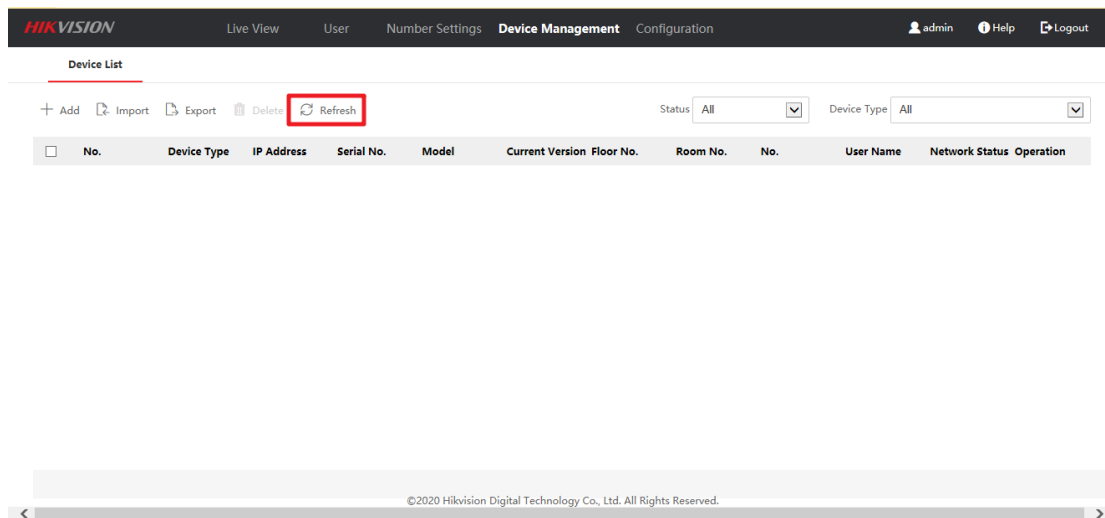 HIKVISION Live View User Number Settings Device Management Configuration admin Help Logout
Device List
Add Import Export Delete Refresh Status All Device Type All
No. Device Type IP Address Serial No. Model Current Version Floor No. Room No. No. User Name Network Status Operation
©2020 Hikvision Digital Technology Co., Ltd. All Rights Reserved.